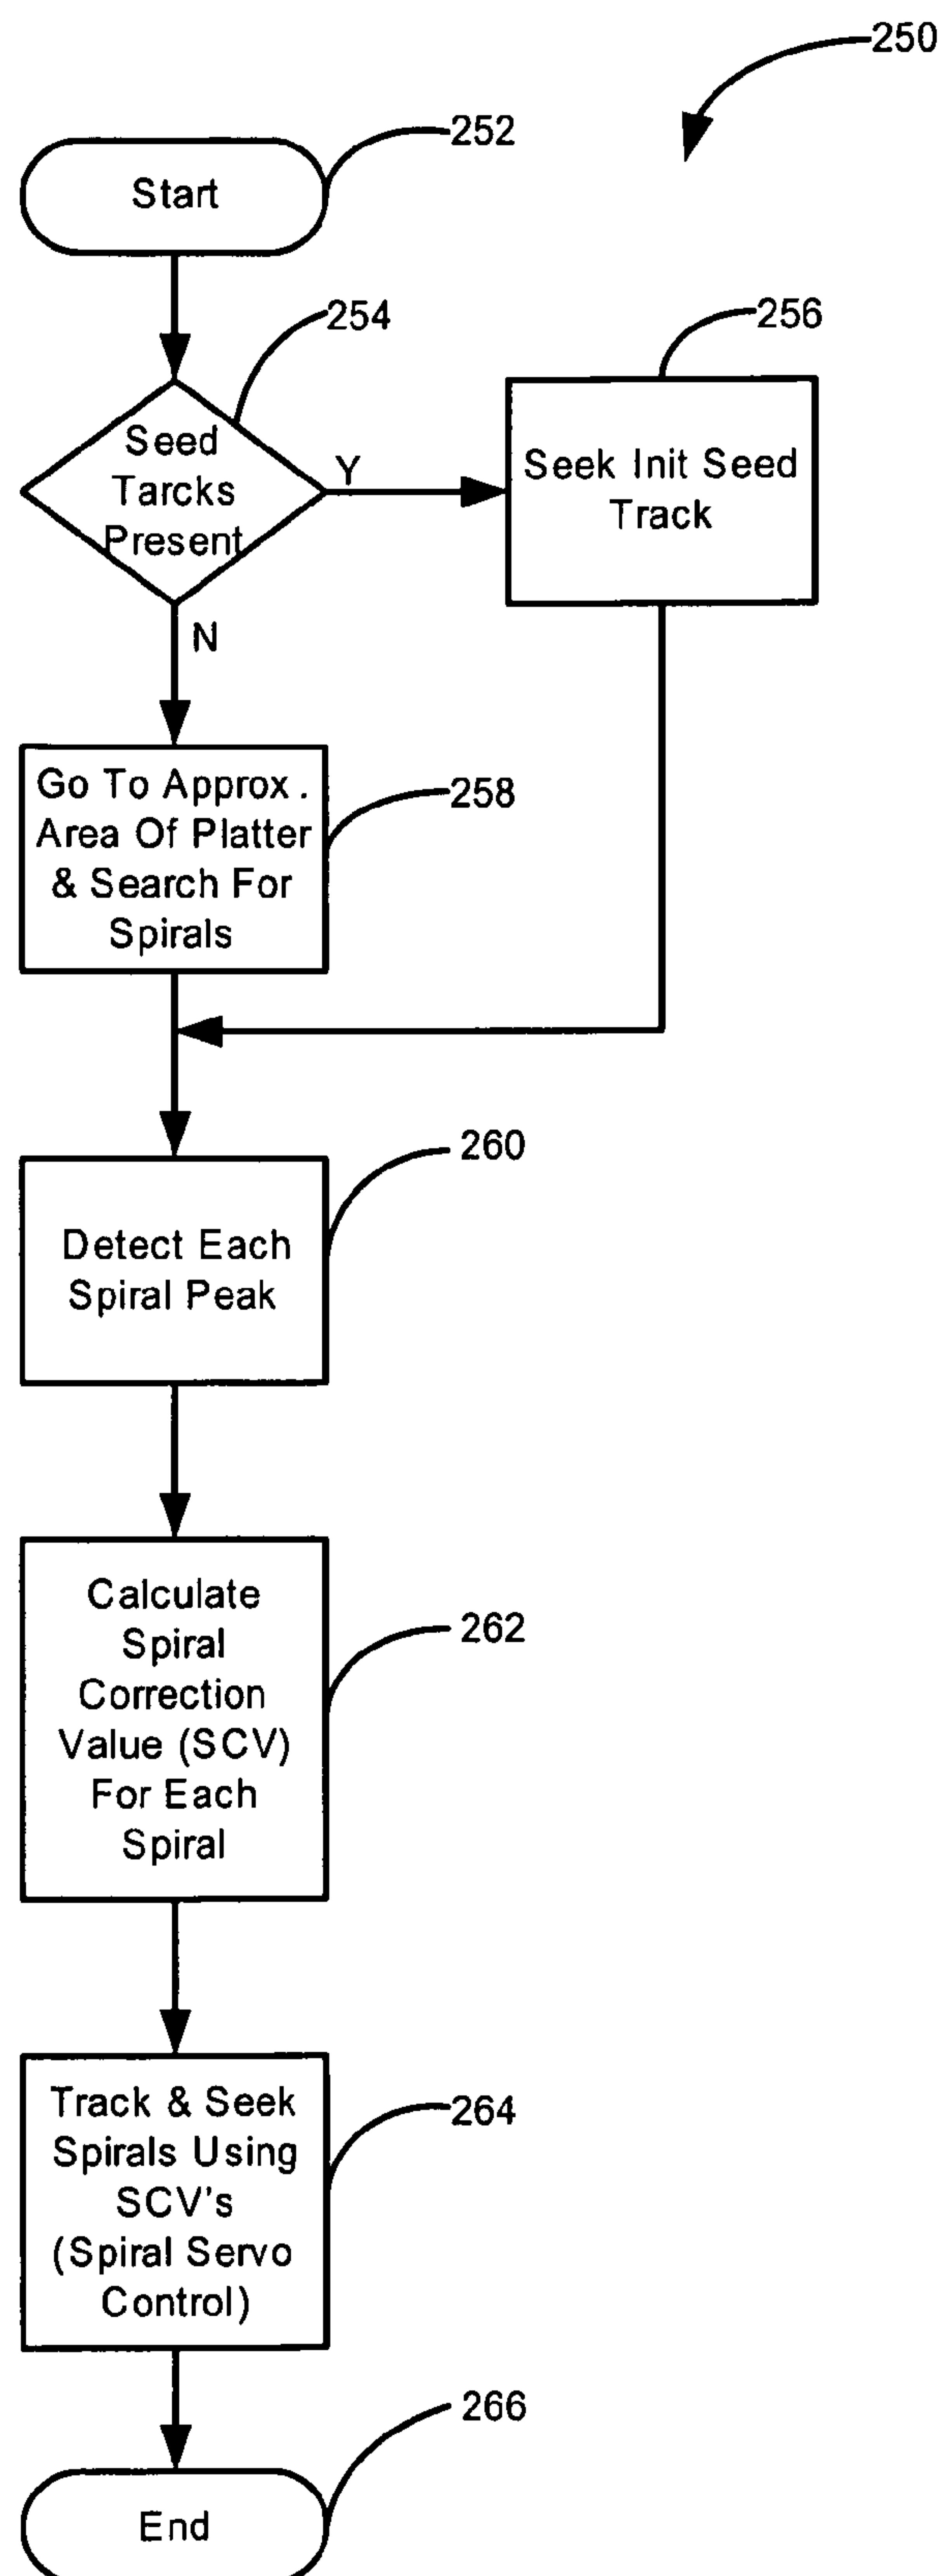 250
252
Start
254
256
Seed
Tarcks
Present
Y
Seek Init Seed
Track
N
Go To Approx.
Area Of Platter
& Search For
Spirals
258
260
Detect Each
Spiral Peak
Calculate
Spiral
Correction
Value (SCV)
For Each
Spiral
262
Track & Seek
Spirals Using
SCV's
(Spiral Servo
Control)
264
266
End